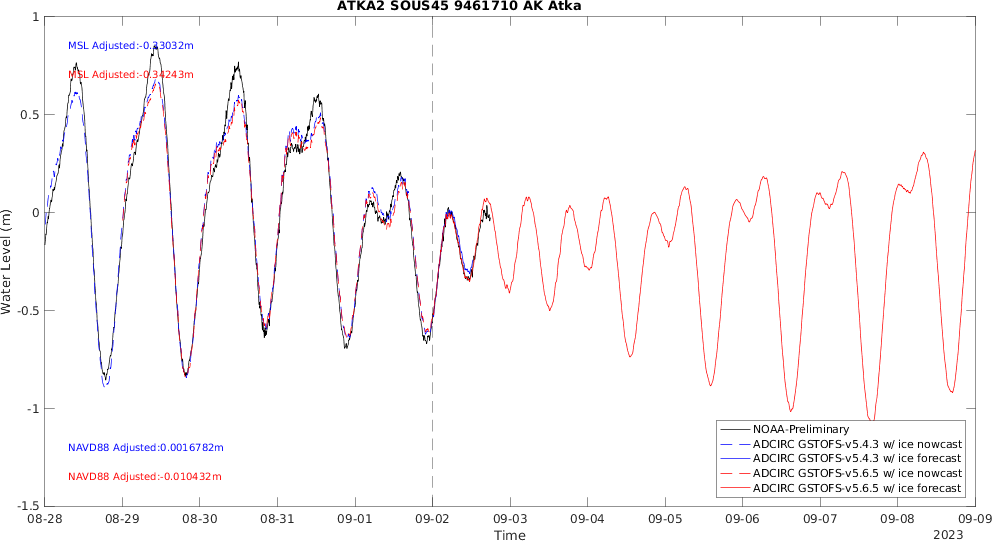 ATKA2 SOUS45 9461710 AK Atka
MSL Adjusted:-0.33032m
MSL Adjusted:-0.34243m
NAVD88 Adjusted:0.0016782m
NAVD88 Adjusted:-0.010432m
Water Level (m)
1
0.5
0
-0.5
-1
-1.5
NOAA-Preliminary
ADCIRC GSTOFS-v5.4.3 w/ ice nowcast
ADCIRC GSTOFS-v5.4.3 w/ ice forecast
ADCIRC GSTOFS-v5.6.5 w/ ice nowcast
ADCIRC GSTOFS-v5.6.5 w/ ice forecast
08-28 08-29 08-30 08-31 09-01 09-02 09-03 09-04 09-05 09-06 09-07 09-08 09-09
Time
2023